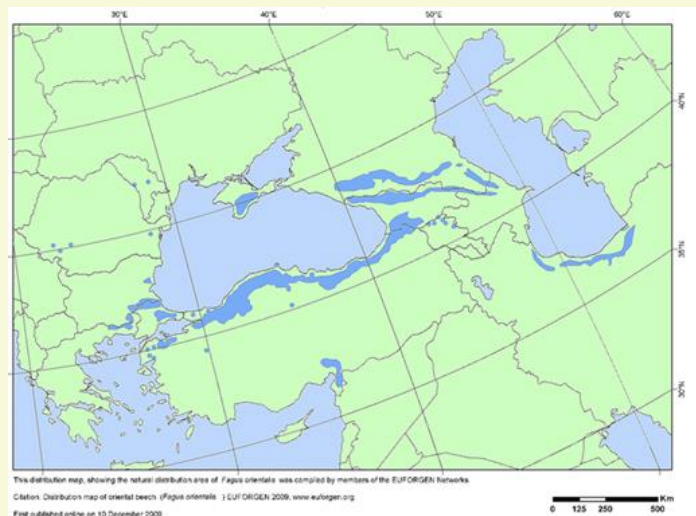 30°E 40°E 50°E 60°E
40°N
35°N
30°N
This distribution map, showing the natural distribution area of Fagus orientalis was compiled by members of the EUFORGEN Networks
Citation: Distribution map of oriental beech (Fagus orientalis ) EUFORGEN 2009, www.euforgen.org
First published online on 10 December 2009
Km
0 125 250 500